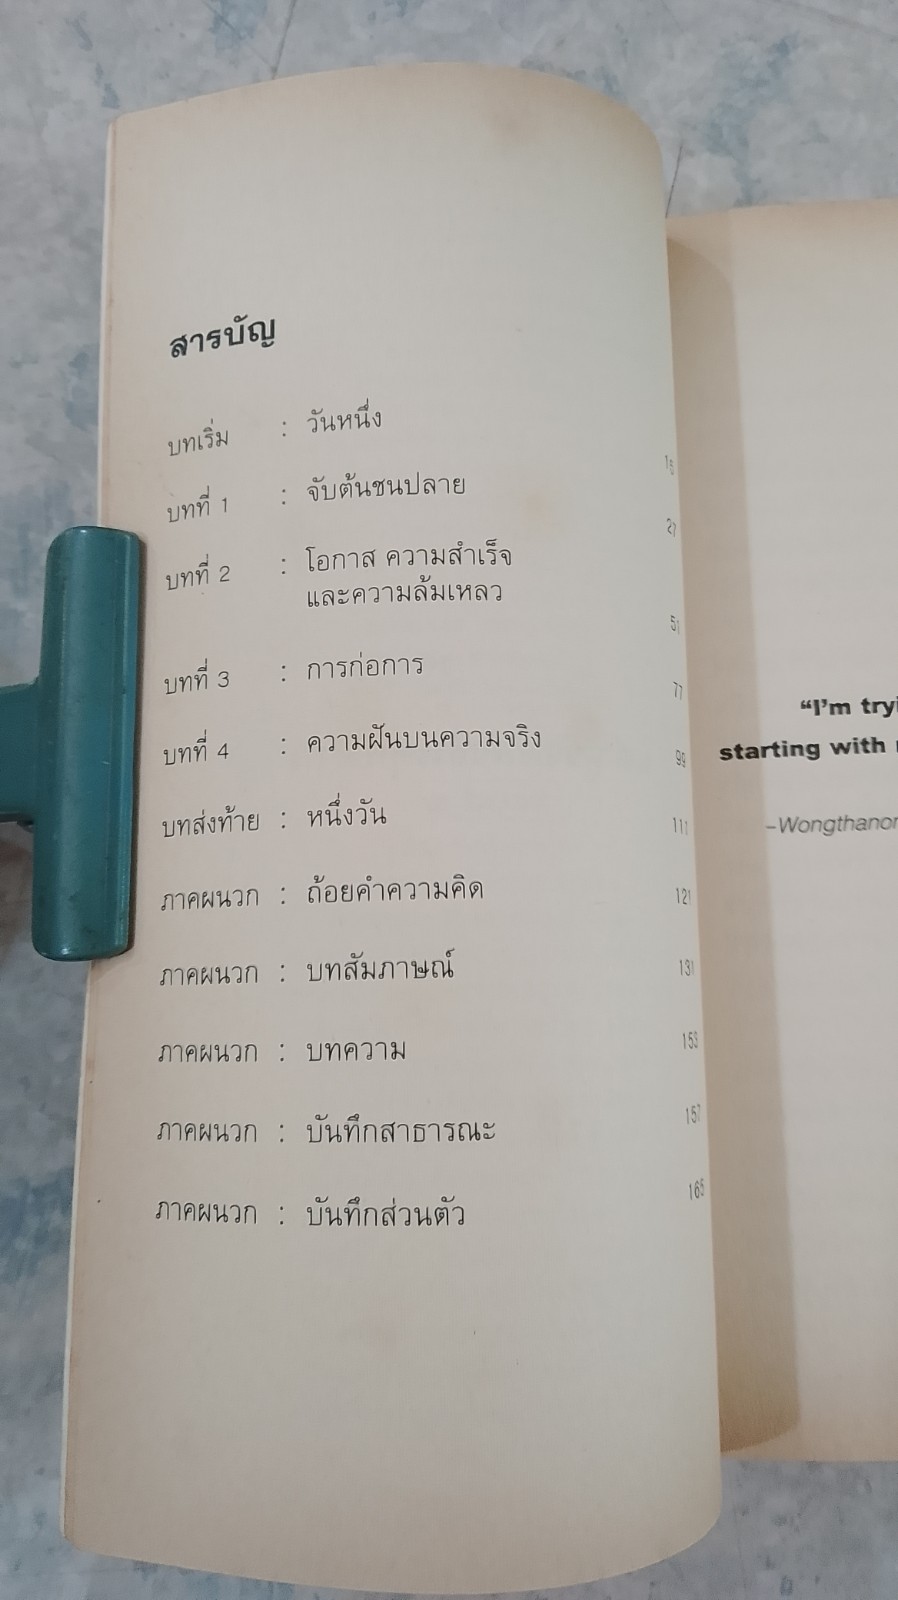 สารบัญ
บทเริ่ม : วันหนึ่ง 15
บทที่ 1 : จับต้นชนปลาย 27
บทที่ 2 : โอกาส ความสำเร็จ
และความล้มเหลว 51
บทที่ 3 : การก่อการ 77
บทที่ 4 : ความฝันบนความจริง 99
บทส่งท้าย : หนึ่งวัน 111
ภาคผนวก : ถ้อยคำความคิด 121
ภาคผนวก : บทสัมภาษณ์ 131
ภาคผนวก : บทความ 153
ภาคผนวก : บันทึกสาธารณะ 157
ภาคผนวก : บันทึกส่วนตัว 165
“I’m tryi
starting with
–Wongthanon